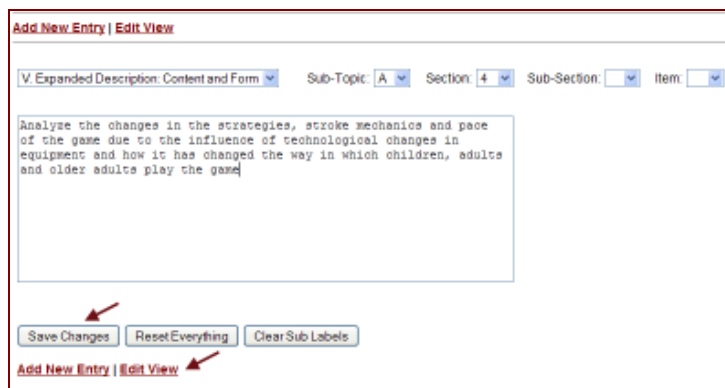 Add New Entry | Edit View
V. Expanded Description: Content and Form Sub-Topic: A Section: 4 Sub-Section: Item:
Analyze the changes in the strategies, stroke mechanics and pace
of the game due to the influence of technological changes in
equipment and how it has changed the way in which children, adults
and older adults play the game
Save Changes Reset Everything Clear Sub Labels
Add New Entry | Edit View